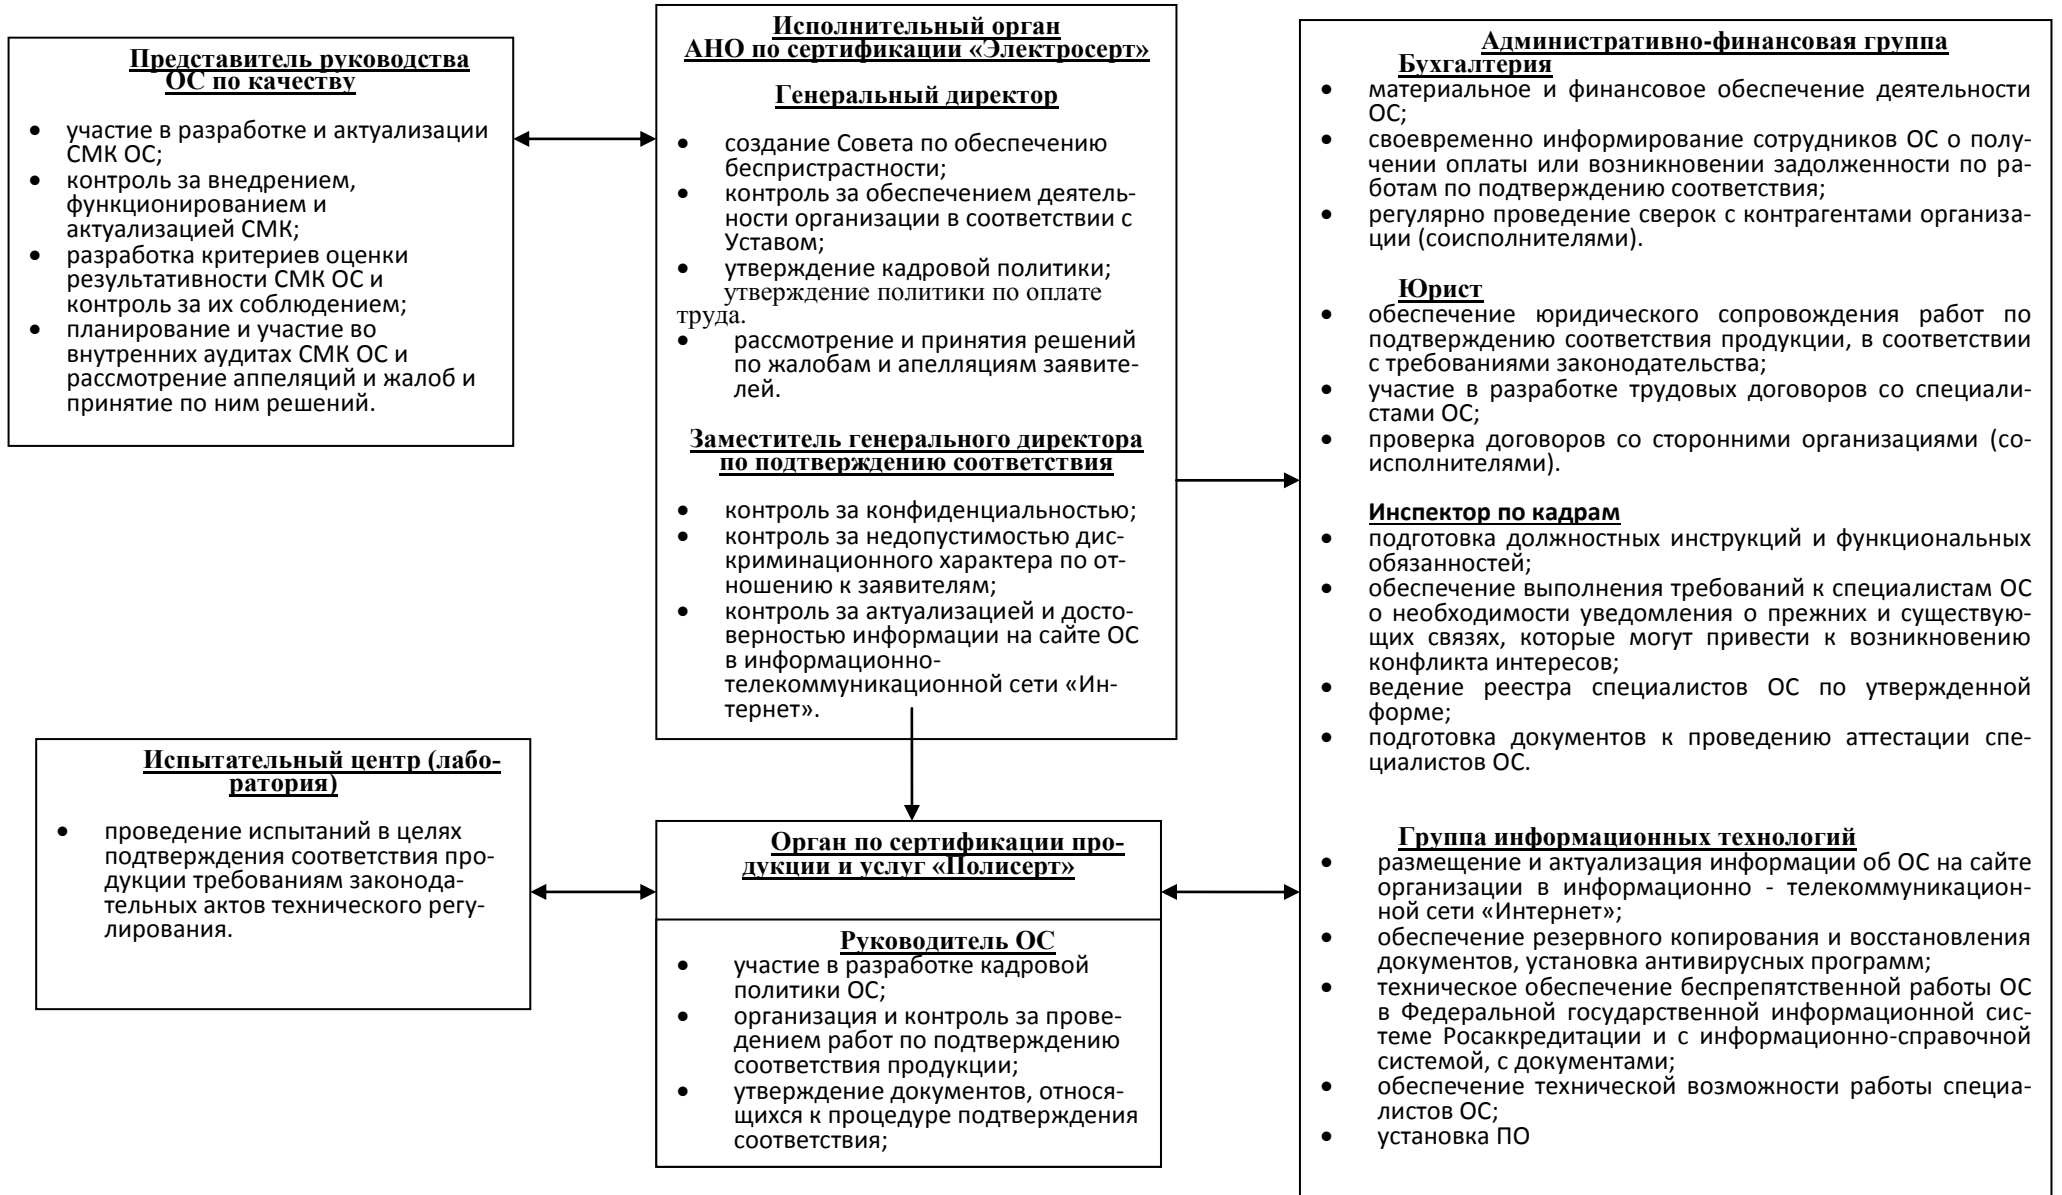 Представитель руководства
ОС по качеству
• участие в разработке и актуализации
СМК ОС;
• контроль за внедрением,
функционированием и
актуализацией СМК;
• разработка критериев оценки
результативности СМК ОС и
контроль за их соблюдением;
• планирование и участие во
внутренних аудитах СМК ОС и
рассмотрение аппеляций и жалоб и
принятие по ним решений.
Исполнительный орган
АНО по сертификации «Электросерт»
Генеральный директор
• создание Совета по обеспечению
беспристрастности;
• контроль за обеспечением деятель-
ности организации в соответствии с
Уставом;
• утверждение кадровой политики;
утверждение политики по оплате
труда.
• рассмотрение и принятия решений
по жалобам и апелляциям заявите-
лей.
Заместитель генерального директора
по подтверждению соответствия
• контроль за конфиденциальностью;
• контроль за недопустимостью дис-
криминационного характера по от-
ношению к заявителям;
• контроль за актуализацией и досто-
верностью информации на сайте ОС
в информационно-
телекоммуникационной сети «Ин-
тернет».
Административно-финансовая группа
Бухгалтерия
• материальное и финансовое обеспечение деятельности
ОС;
• своевременно информирование сотрудников ОС о полу-
чении оплаты или возникновении задолженности по ра-
ботам по подтверждению соответствия;
• регулярно проведение сверок с контрагентами организа-
ции (соисполнителями).
Юрист
• обеспечение юридического сопровождения работ по
подтверждению соответствия продукции, в соответствии
с требованиями законодательства;
• участие в разработке трудовых договоров со специали-
стами ОС;
• проверка договоров со сторонними организациями (со-
исполнителями).
Инспектор по кадрам
• подготовка должностных инструкций и функциональных
обязанностей;
• обеспечение выполнения требований к специалистам ОС
о необходимости уведомления о прежних и существую-
щих связях, которые могут привести к возникновению
конфликта интересов;
• ведение реестра специалистов ОС по утвержденной
форме;
• подготовка документов к проведению аттестации спе-
циалистов ОС.
Группа информационных технологий
• размещение и актуализация информации об ОС на сайте
организации в информационно - телекоммуникацион-
ной сети «Интернет»;
• обеспечение резервного копирования и восстановления
документов, установка антивирусных программ;
• техническое обеспечение беспрепятственной работы ОС
в Федеральной государственной информационной сис-
теме Росаккредитации и с информационно-справочной
системой, с документами;
• обеспечение технической возможности работы специа-
листов ОС;
• установка ПО
Испытательный центр (лабо-
ратория)
• проведение испытаний в целях
подтверждения соответствия про-
дукции требованиям законода-
тельных актов технического регу-
лирования.
Орган по сертификации про-
дукции и услуг «Полисерт»
Руководитель ОС
• участие в разработке кадровой
политики ОС;
• организация и контроль за прове-
дением работ по подтверждению
соответствия продукции;
• утверждение документов, относя-
щихся к процедуре подтверждения
соответствия;